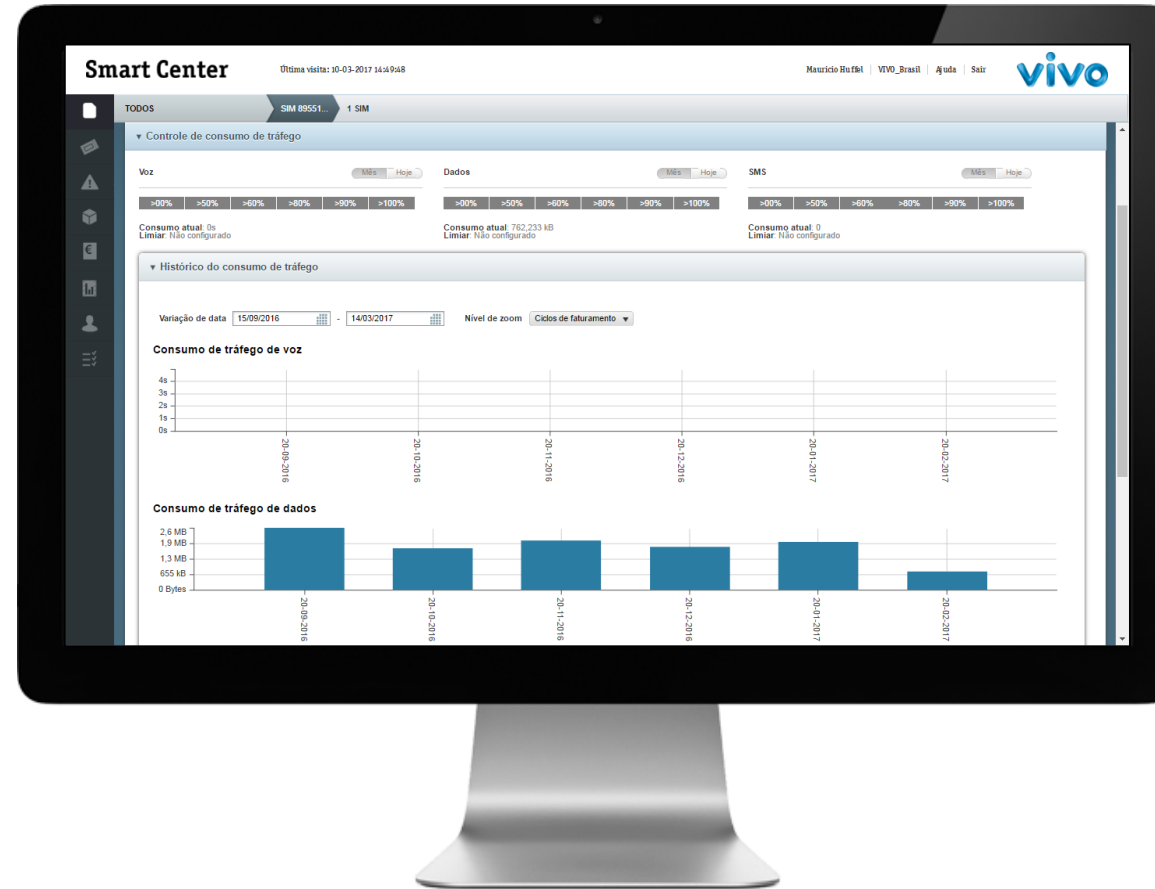 Smart Center
Última visita: 10-03-2017 14:49:48
Mauricio Huffel | VIVO_Brasil | Ajuda | Sair
vivo
TODOS
SIM 89551...
1 SIM
▾ Controle de consumo de tráfego
Voz
Mês Hoje
Dados
Mês Hoje
SMS
Mês Hoje
>00% >50% >60% >80% >90% >100%
>00% >50% >60% >80% >90% >100%
>00% >50% >60% >80% >90% >100%
Consumo atual: 0s
Limiar: Não configurado
Consumo atual: 762,233 kB
Limiar: Não configurado
Consumo atual: 0
Limiar: Não configurado
▾ Histórico do consumo de tráfego
Variação de data 15/09/2016 - 14/03/2017 Nível de zoom Ciclos de faturamento
Consumo de tráfego de voz
4s
3s
2s
1s
0s
20-09-2016
20-10-2016
20-11-2016
20-12-2016
20-01-2017
20-02-2017
Consumo de tráfego de dados
2,6 MB
1,9 MB
1,3 MB
655 kB
0 Bytes
20-09-2016
20-10-2016
20-11-2016
20-12-2016
20-01-2017
20-02-2017